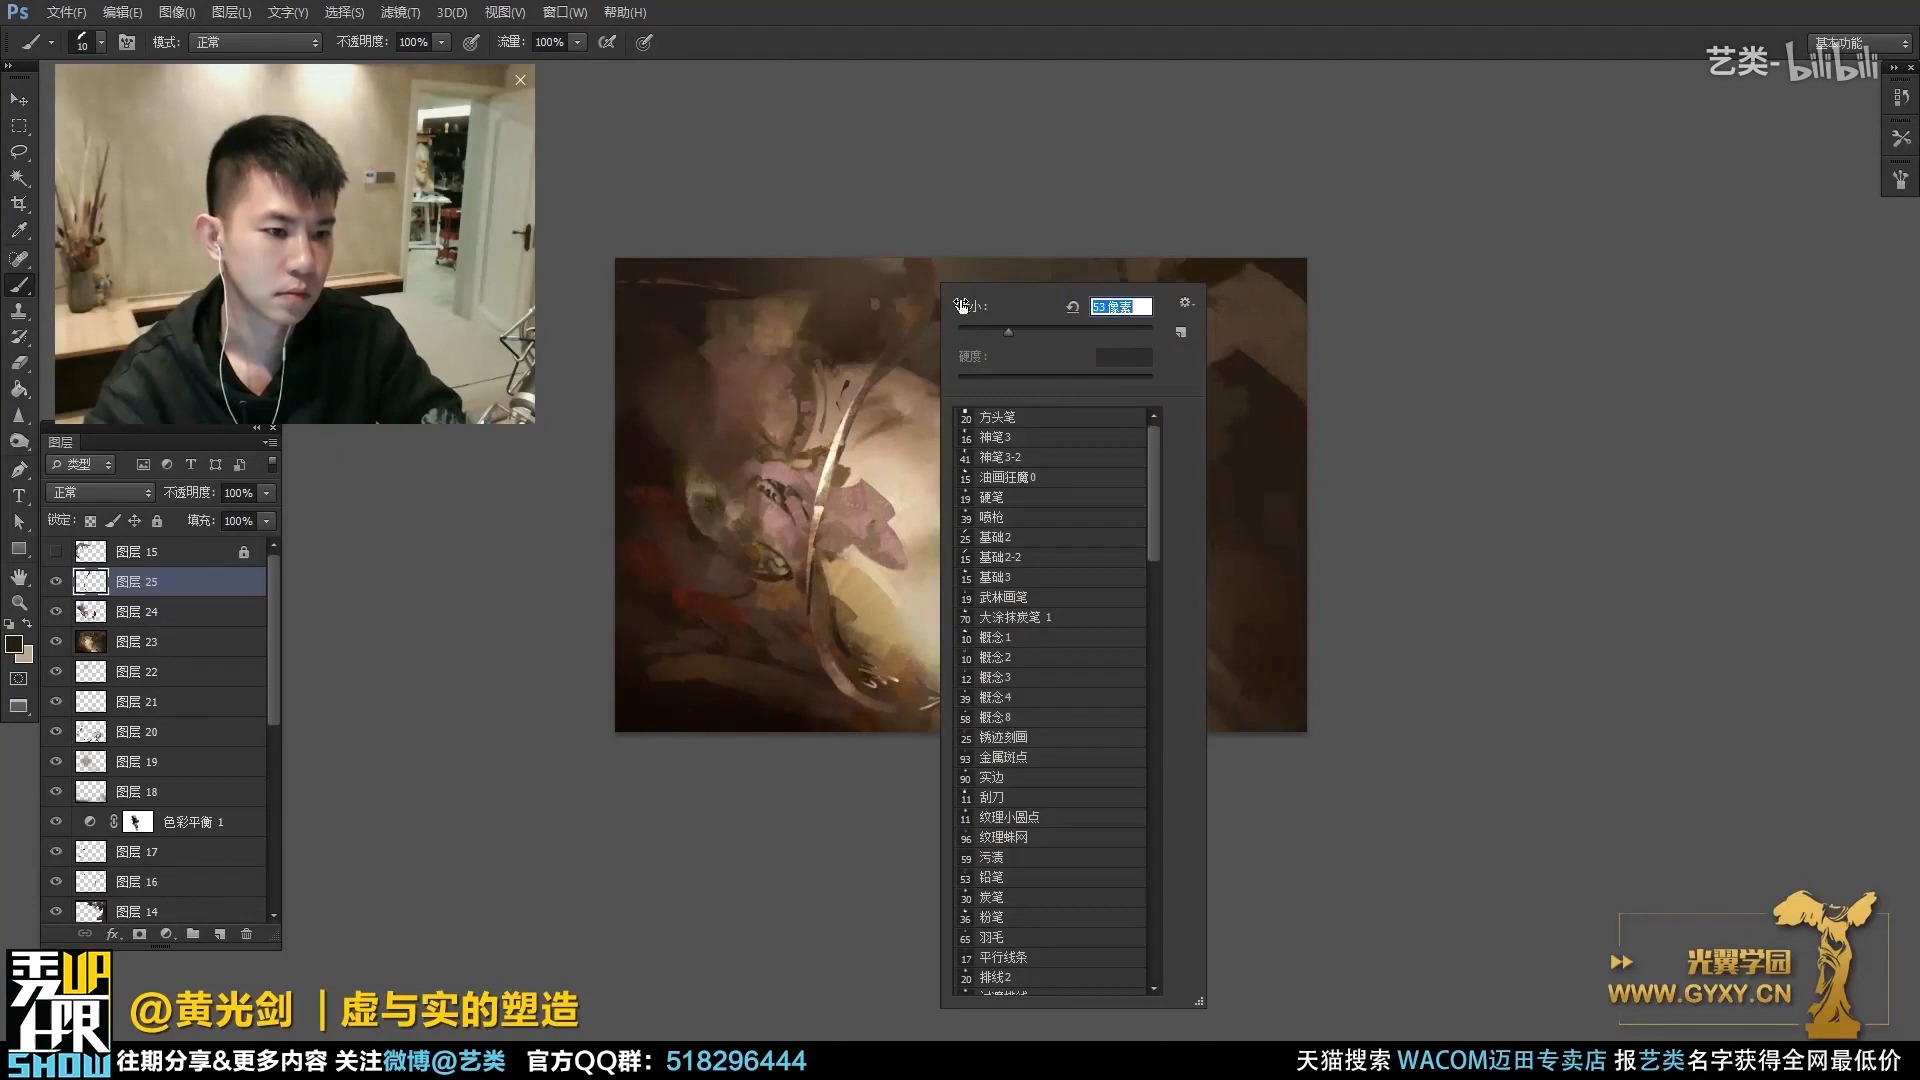 Ps 文件(F) 编辑(E) 图像(I) 图层(L) 文字(Y) 选择(S) 滤镜(T) 3D(D) 视图(V) 窗口(W) 帮助(H)
10 模式: 正常 不透明度: 100% 流量: 100% 基本功能
艺类-bilibili
53 像素
硬度:
20 方头笔
16 神笔3
41 神笔3-2
15 油画狂魔0
19 硬笔
39 喷枪
25 基础2
15 基础2-2
15 基础3
19 武林画笔
70 大涂抹炭笔 1
10 概念1
10 概念2
12 概念3
39 概念4
58 概念8
25 锈迹刻画
93 金属斑点
90 实边
11 刮刀
11 纹理小圆点
96 纹理蛛网
59 污渍
53 铅笔
30 炭笔
36 粉笔
65 羽毛
17 平行线条
20 排线2
图层
类型
正常 不透明度: 100%
锁定: 填充: 100%
图层 15
图层 25
图层 24
图层 23
图层 22
图层 21
图层 20
图层 19
图层 18
色彩平衡 1
图层 17
图层 16
图层 14
光翼学园
WWW.GYXY.CN
秀UP
HR
SHOW
@黄光剑 |虚与实的塑造
往期分享&更多内容 关注微博@艺类 官方QQ群：518296444
天猫搜索 WACOM迈田专卖店 报艺类名字获得全网最低价